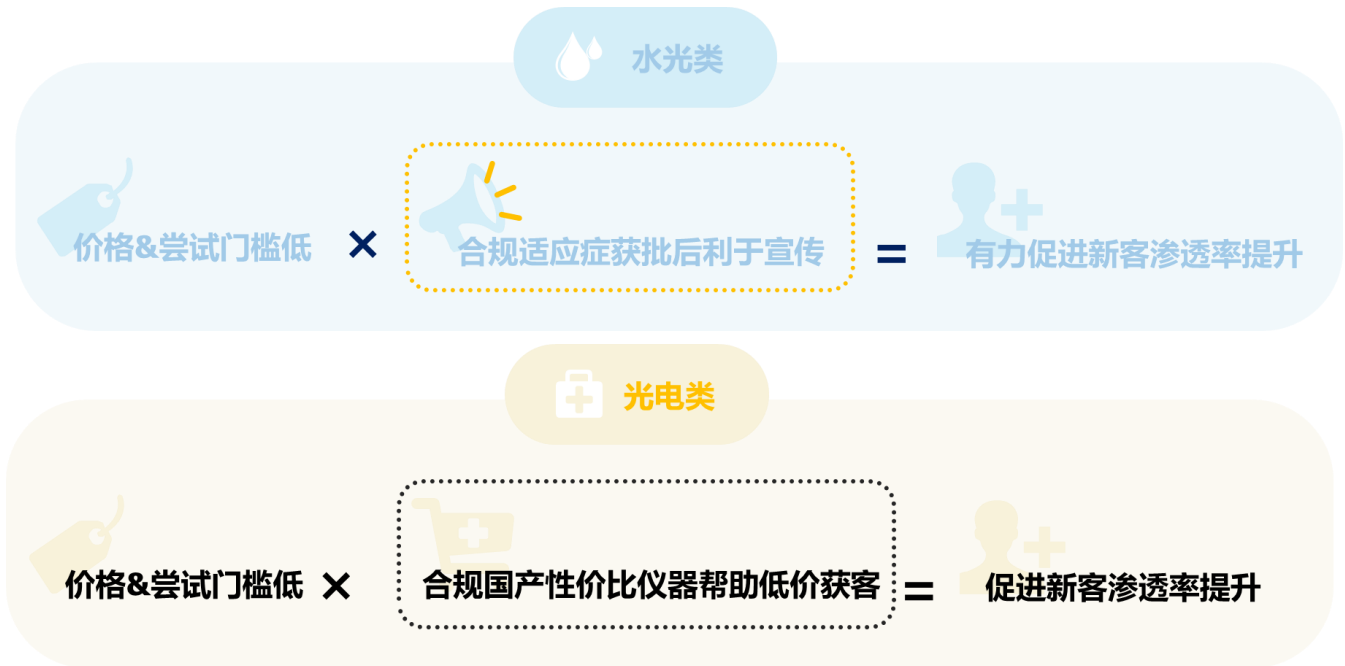 水光类
价格&尝试门槛低 × 合规适应症获批后利于宣传 = 有力促进新客渗透率提升
光电类
价格&尝试门槛低 × 合规国产性价比仪器帮助低价获客 = 促进新客渗透率提升